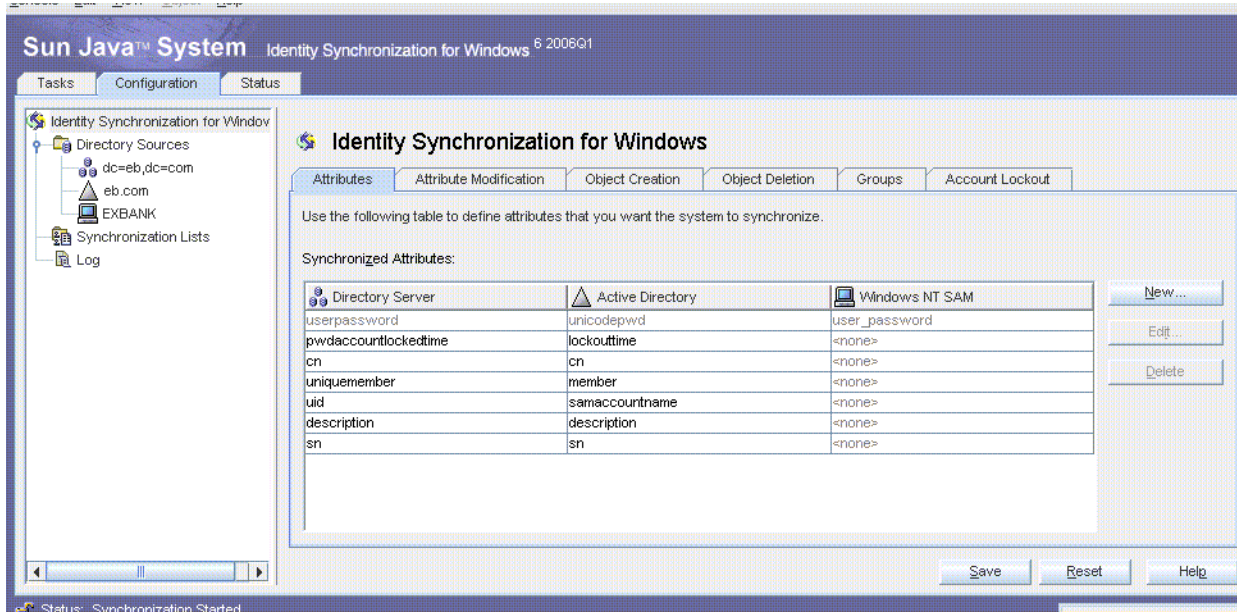 Sun Java™ System Identity Synchronization for Windows 6 2006Q1
Tasks Configuration Status
Identity Synchronization for Windov
Directory Sources
dc=eb,dc=com
eb.com
EXBANK
Synchronization Lists
Log
Identity Synchronization for Windows
Attributes Attribute Modification Object Creation Object Deletion Groups Account Lockout
Use the following table to define attributes that you want the system to synchronize.
Synchronized Attributes:
Directory Server Active Directory Windows NT SAM
userpassword unicodepwd user_password
pwdaccountlockedtime lockouttime <none>
cn cn <none>
uniquemember member <none>
uid samaccountname <none>
description description <none>
sn sn <none>
New...
Edit...
Delete
Save Reset Help
Status: Synchronization Started